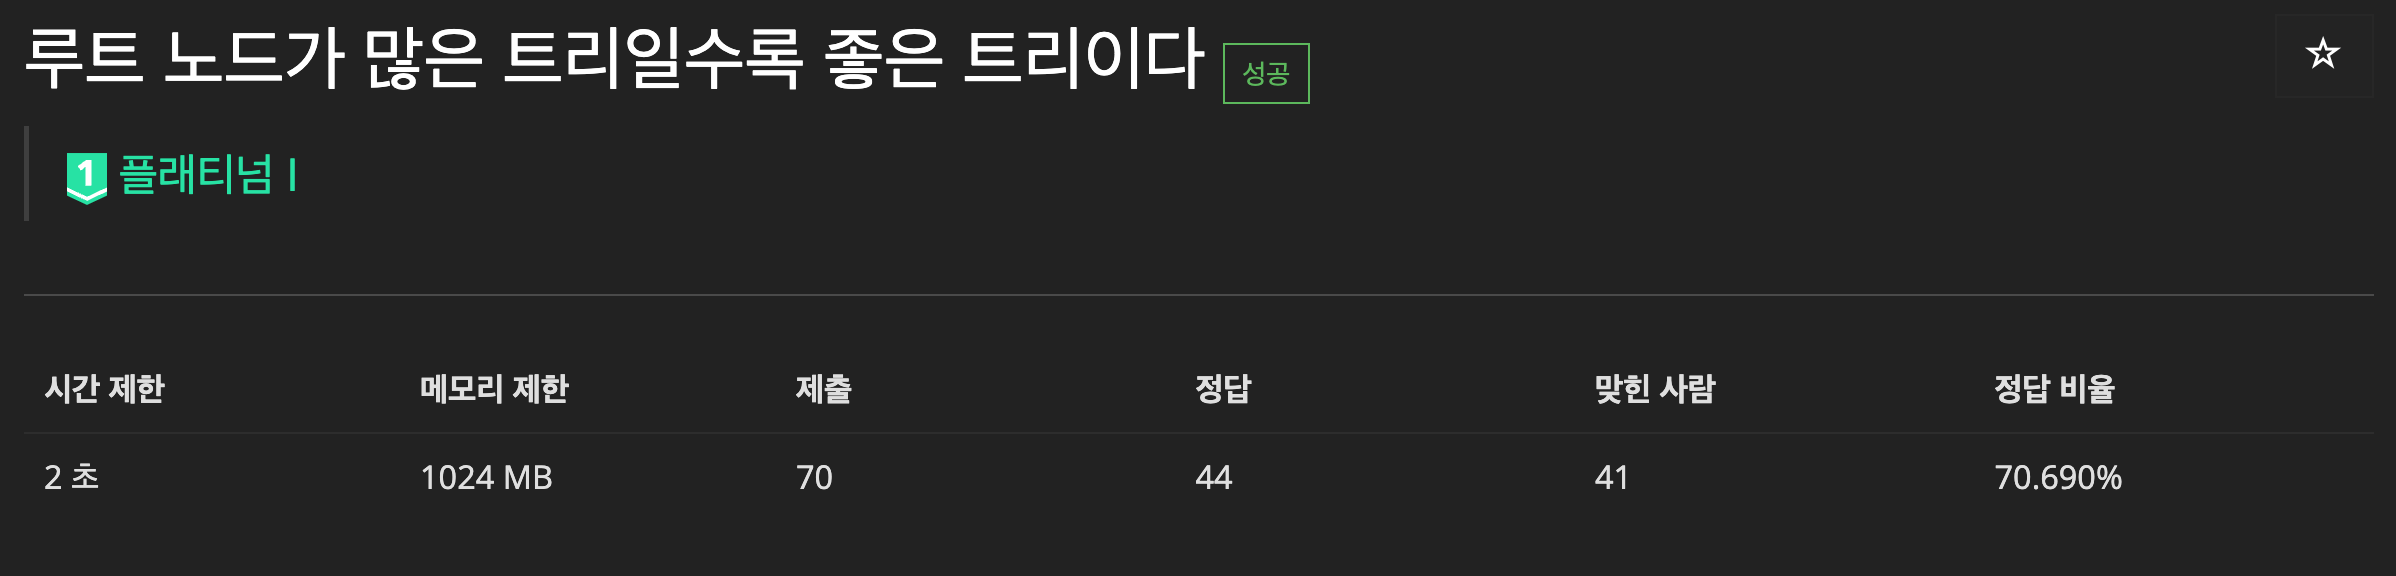 루트 노드가 많은 트리일수록 좋은 트리이다 성공
1 플래티넘 I
시간 제한 메모리 제한 제출 정답 맞힌 사람 정답 비율
2 초 1024 MB 70 44 41 70.690%